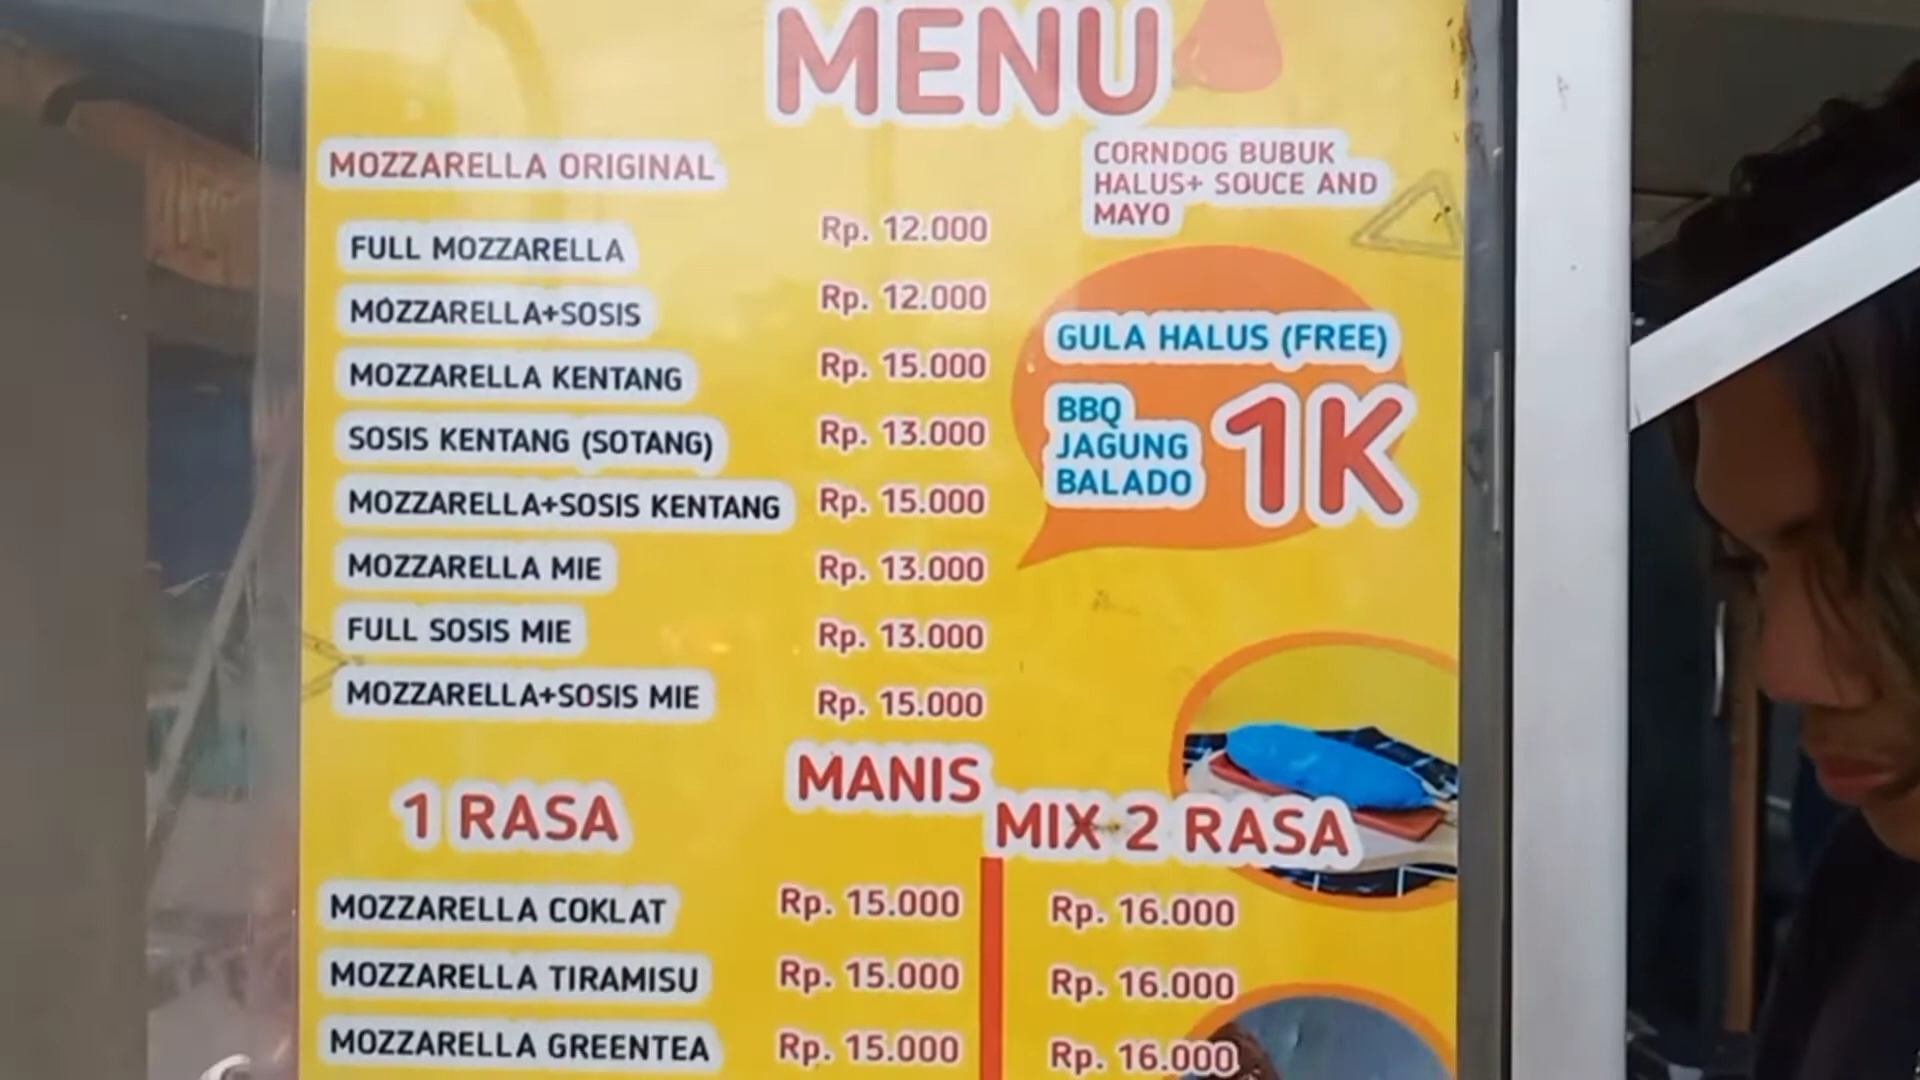 MENU
MOZZARELLA ORIGINAL
CORNDOG BUBUK
HALUS+ SOUCE AND
MAYO
FULL MOZZARELLA Rp. 12.000
MOZZARELLA+SOSIS Rp. 12.000
MOZZARELLA KENTANG Rp. 15.000
SOSIS KENTANG (SOTANG) Rp. 13.000
MOZZARELLA+SOSIS KENTANG Rp. 15.000
MOZZARELLA MIE Rp. 13.000
FULL SOSIS MIE Rp. 13.000
MOZZARELLA+SOSIS MIE Rp. 15.000
GULA HALUS (FREE)
BBQ
JAGUNG
BALADO
1K
MANIS
1 RASA
MIX 2 RASA
MOZZARELLA COKLAT Rp. 15.000 Rp. 16.000
MOZZARELLA TIRAMISU Rp. 15.000 Rp. 16.000
MOZZARELLA GREENTEA Rp. 15.000 Rp. 16.000